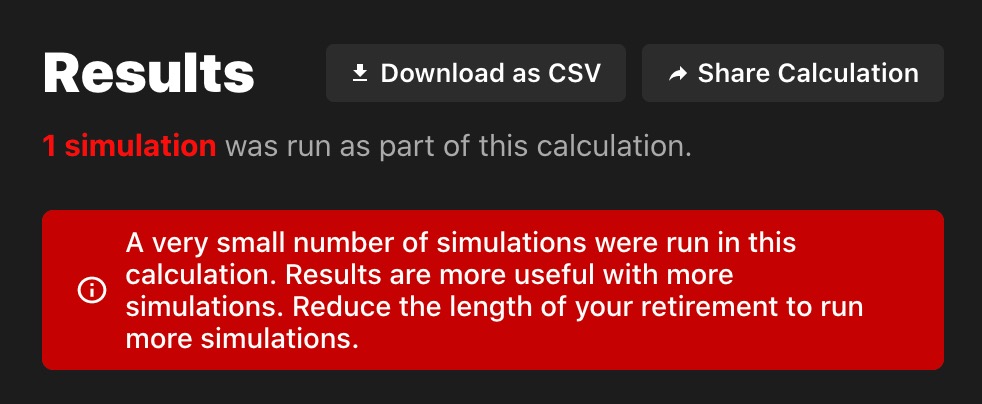 Results
Download as CSV
Share Calculation
1 simulation was run as part of this calculation.
A very small number of simulations were run in this
calculation. Results are more useful with more
simulations. Reduce the length of your retirement to run
more simulations.